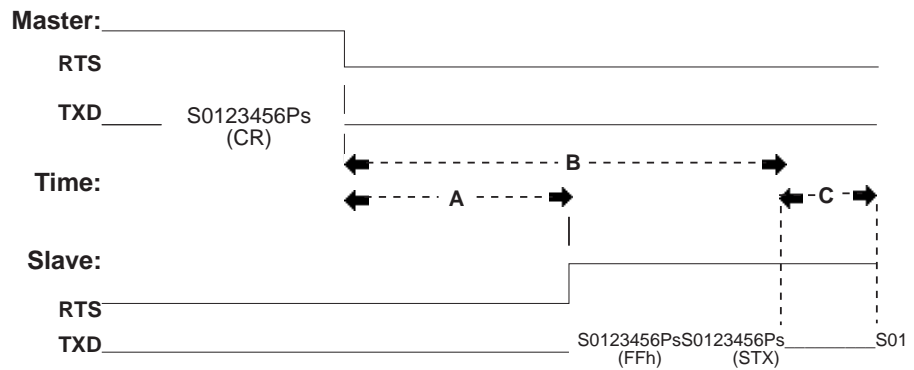 Master:
RTS
TXD
S0123456Ps
(CR)
B
Time:
A
C
Slave:
RTS
TXD
S0123456PsS0123456Ps
S01
(FFh)
(STX)